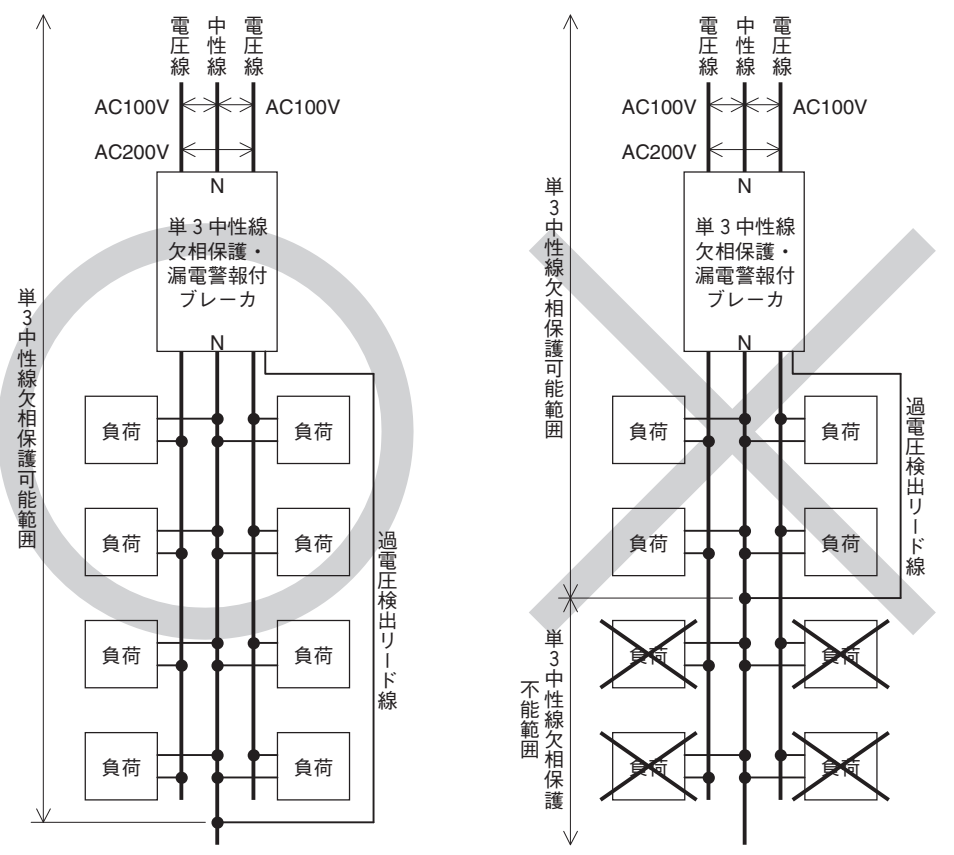 電圧線
中性線
電圧線
AC100V
AC100V
AC200V
N
単3中性線
欠相保護・
漏電警報付
ブレーカ
N
単3中性線欠相保護可能範囲
負荷
負荷
負荷
負荷
負荷
負荷
負荷
負荷
過電圧検出リード線
電圧線
中性線
電圧線
AC100V
AC100V
AC200V
N
単3中性線
欠相保護・
漏電警報付
ブレーカ
N
単3中性線欠相保護可能範囲
負荷
負荷
負荷
負荷
過電圧検出リード線
単3中性線欠相保護
不能範囲
負荷
負荷
負荷
負荷